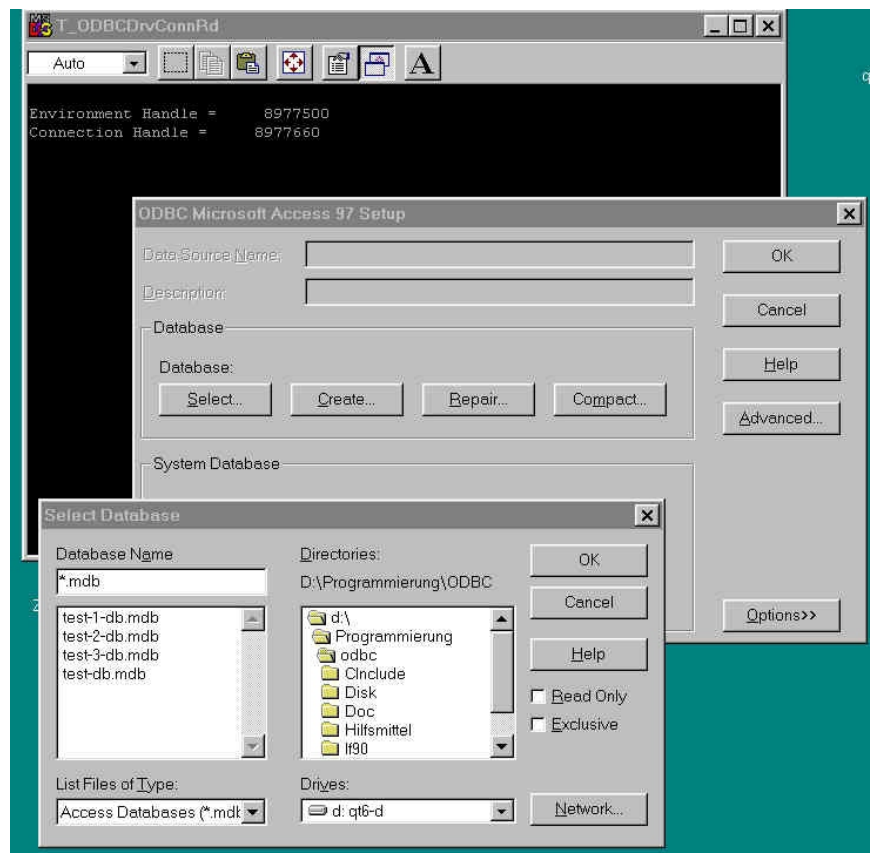 T_ODBCDrvConnRd
Auto
A
Environment Handle = 8977500
Connection Handle = 8977660
ODBC Microsoft Access 97 Setup
Data Source Name:
OK
Description:
Cancel
Database
Database:
Help
Select...
Create...
Repair...
Compact...
Advanced...
System Database
Options>>
Select Database
Database Name
*.mdb
test-1-db.mdb
test-2-db.mdb
test-3-db.mdb
test-db.mdb
List Files of Type:
Access Databases (*.mdb
Directories:
D:\Programmierung\ODBC
d:\
Programmierung
odbc
CInclude
Disk
Doc
Hilfsmittel
lf90
Drives:
d: qt6-d
OK
Cancel
Help
Read Only
Exclusive
Network...